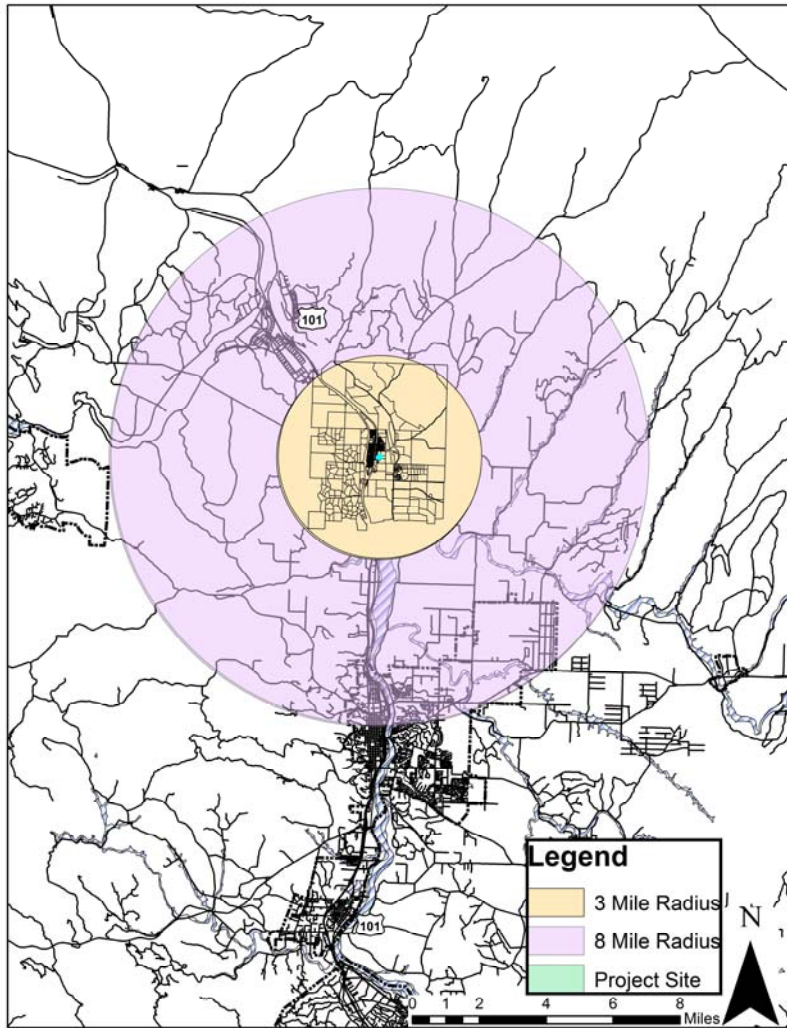 101
Legend
3 Mile Radius
8 Mile Radius
Project Site
N
101
0 1 2 4 6 8
Miles